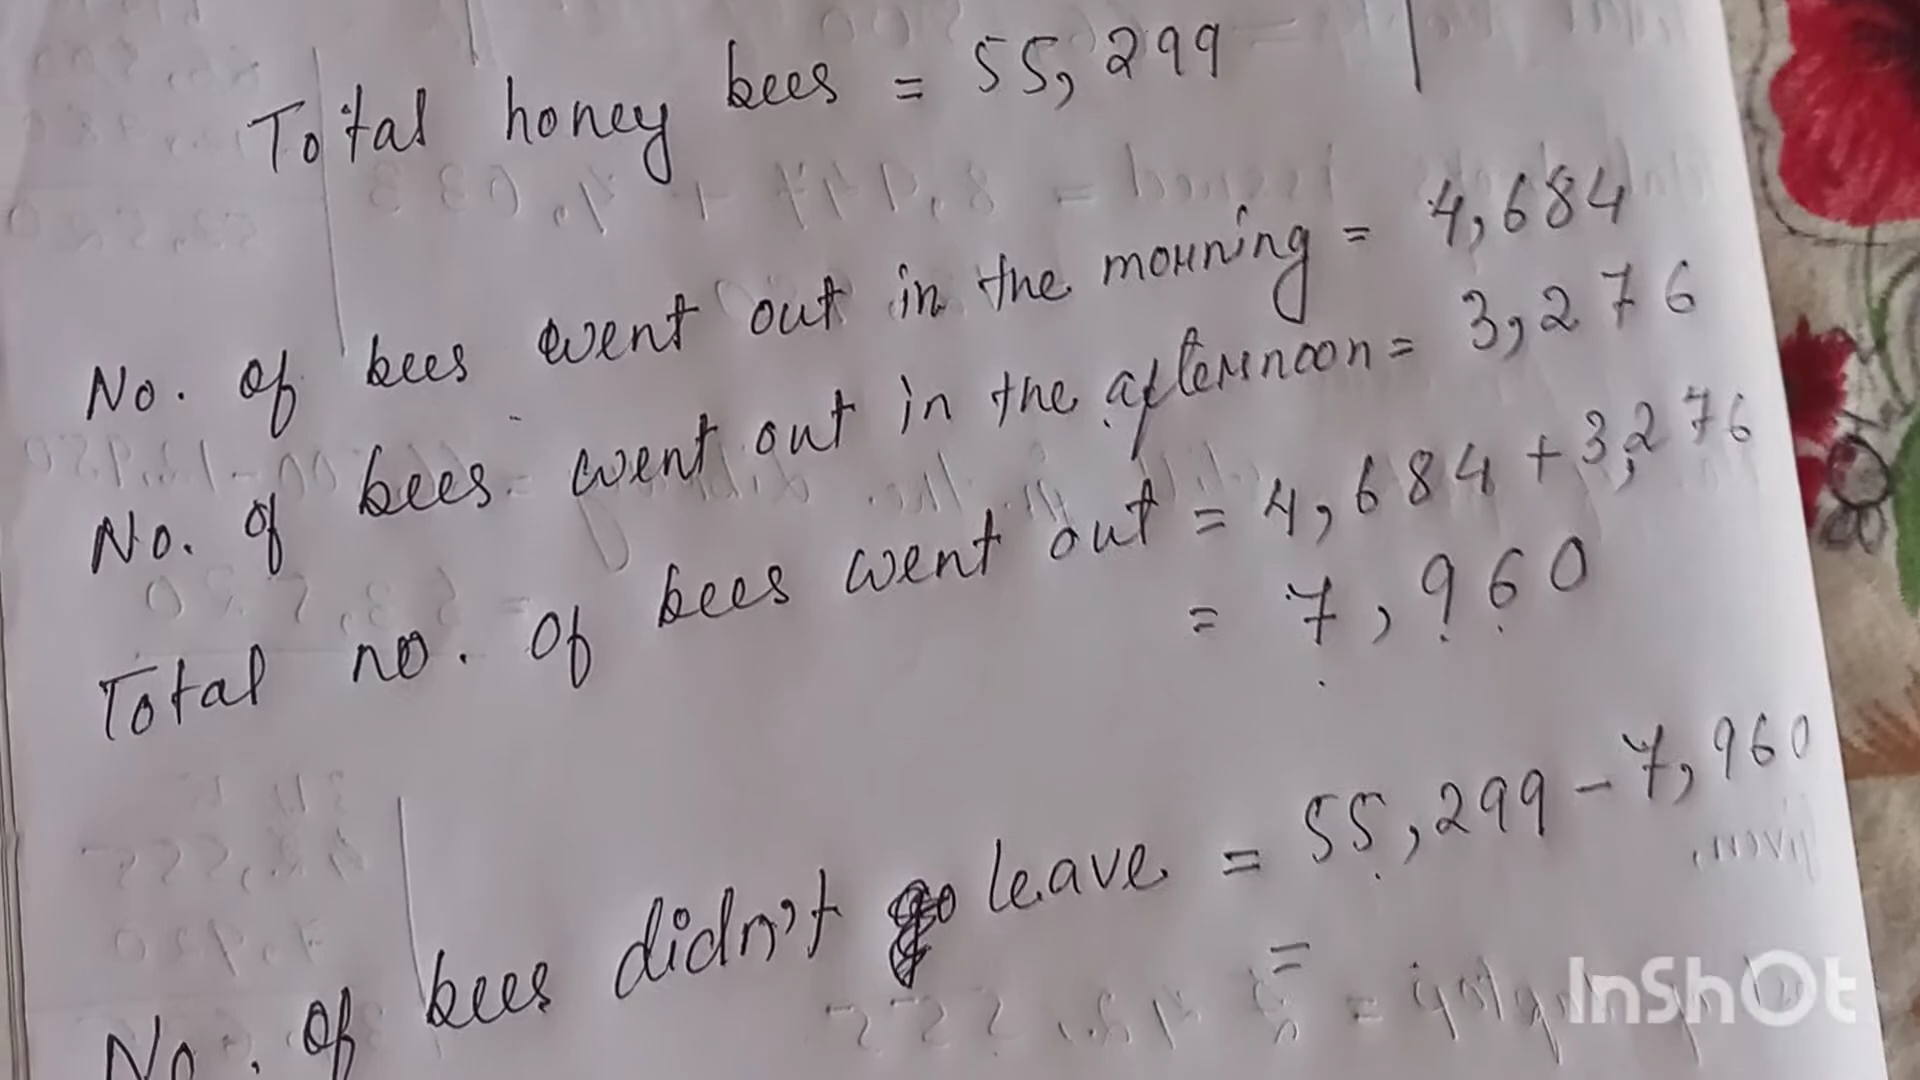 Total honey bees = 55,299
No. of bees went out in the morning = 4,684
No. of bees went out in the afternoon = 3,276
Total no. of bees went out = 4,684 + 3,276
= 7,960
No. of bees didn't leave = 55,299 - 7,960
=
InShOt